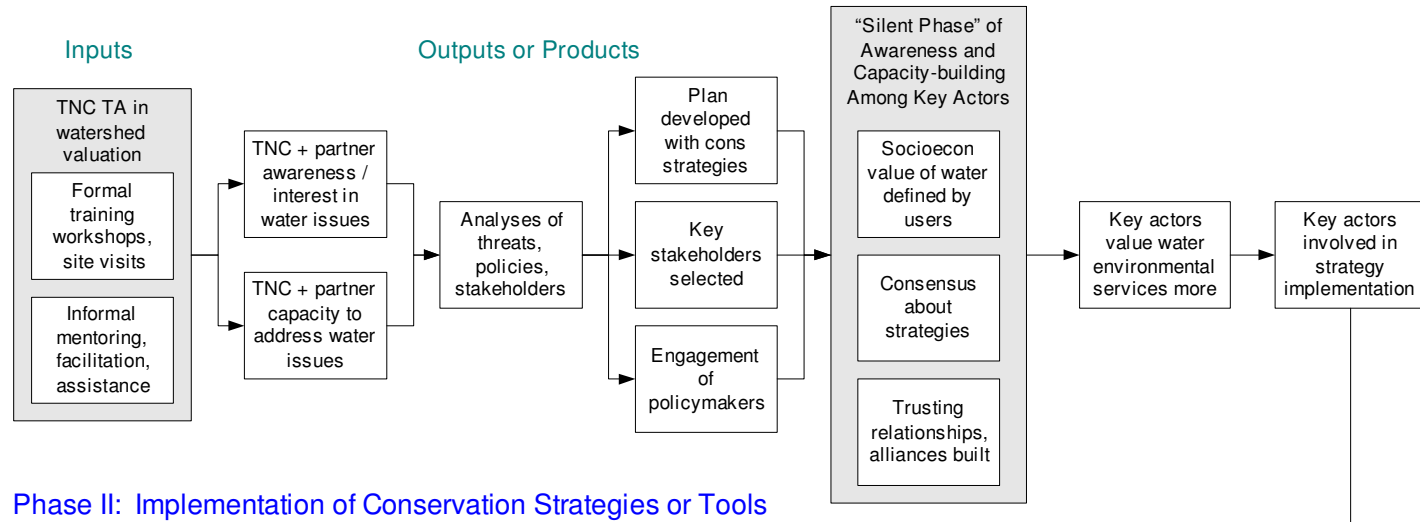 Inputs
Outputs or Products
TNC TA in
watershed
valuation
Formal
training
workshops,
site visits
Informal
mentoring,
facilitation,
assistance
TNC + partner
awareness /
interest in
water issues
TNC + partner
capacity to
address water
issues
Analyses of
threats,
policies,
stakeholders
Plan
developed
with cons
strategies
Key
stakeholders
selected
Engagement
of
policymakers
“Silent Phase” of
Awareness and
Capacity-building
Among Key Actors
Socioecon
value of water
defined by
users
Consensus
about
strategies
Trusting
relationships,
alliances built
Key actors
value water
environmental
services more
Key actors
involved in
strategy
implementation
Phase II: Implementation of Conservation Strategies or Tools